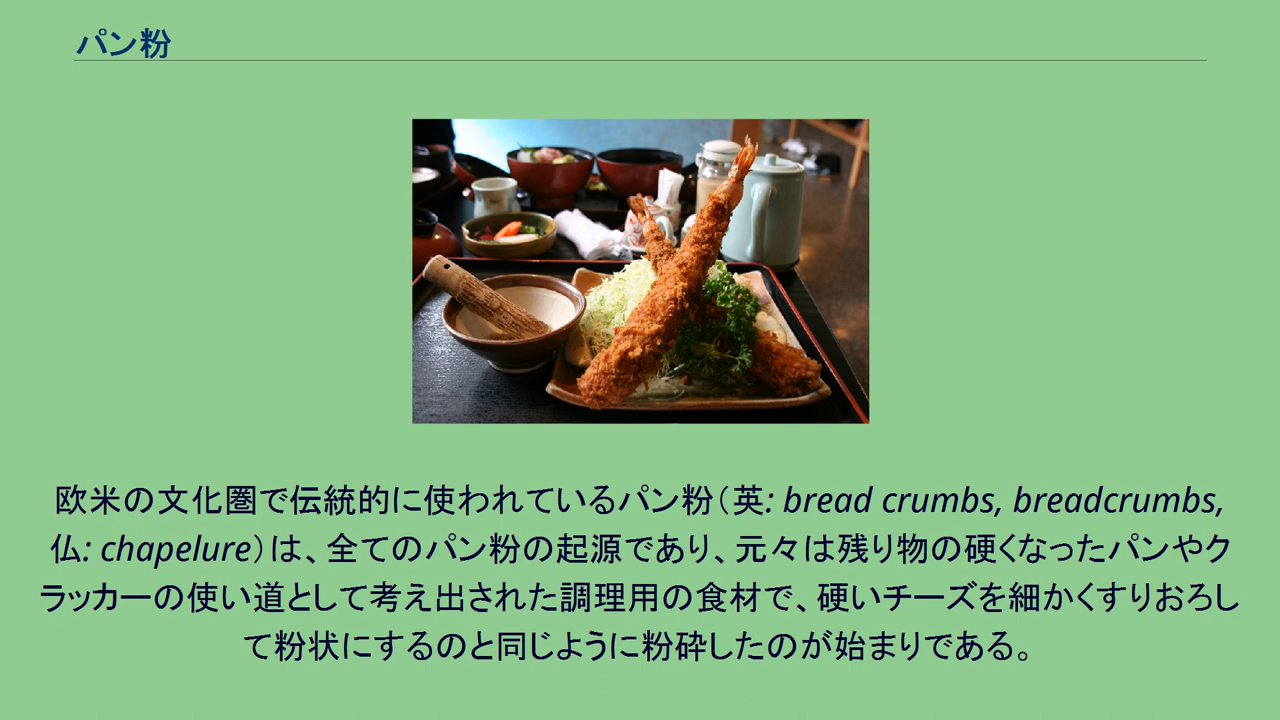 パン粉
欧米の文化圏で伝統的に使われているパン粉（英: bread crumbs, breadcrumbs,
仏: chapelure）は、全てのパン粉の起源であり、元々は残り物の硬くなったパンやク
ラッカーの使い道として考え出された調理用の食材で、硬いチーズを細かくすりおろし
て粉状にするのと同じように粉砕したのが始まりである。